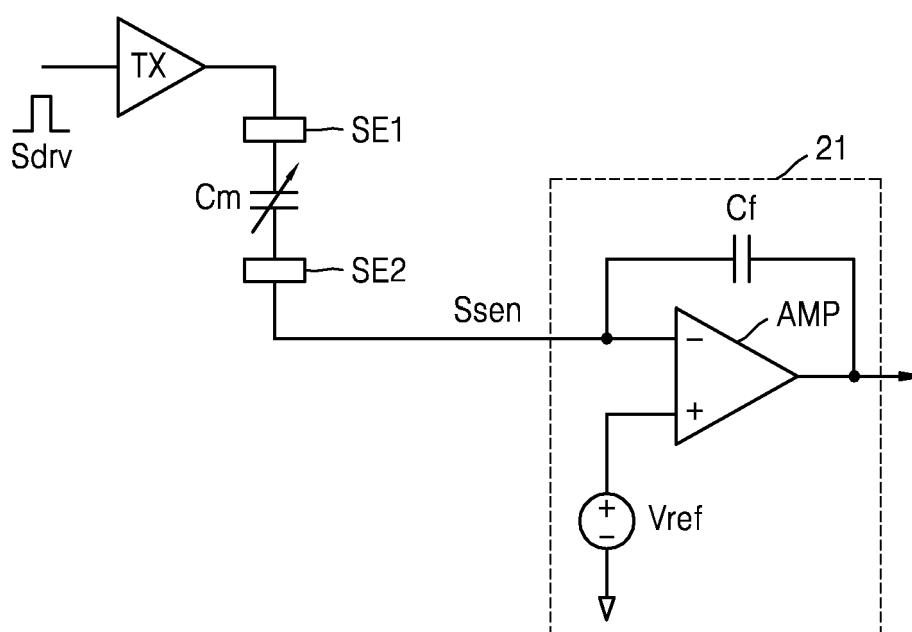 TX
Sdrv
SE1
Cm
SE2
Ssen
21
Cf
AMP
−
+
+
−
Vref